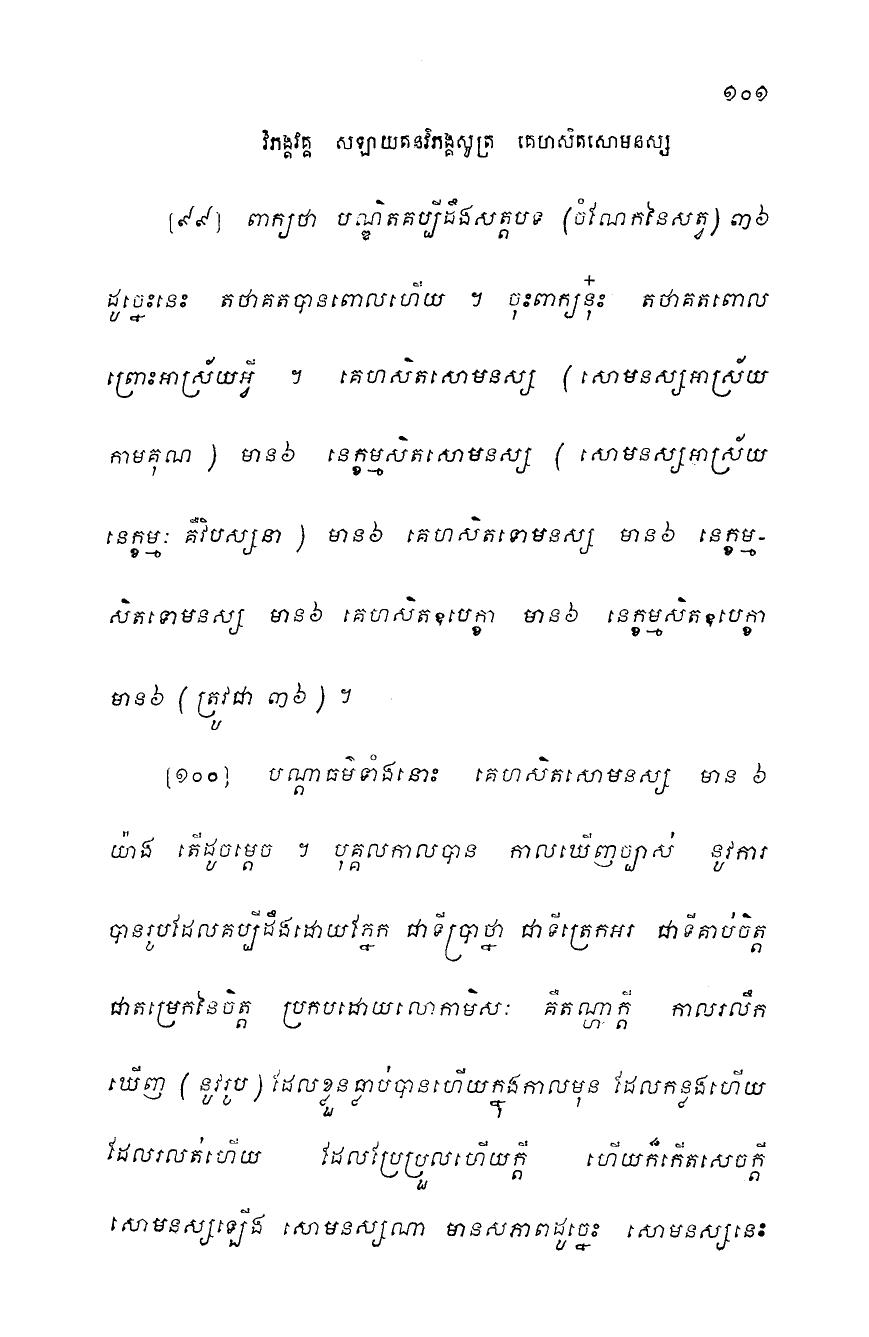 ១០១
វិភង្គវគ្គ សឡាយតនវិភង្គសូត្រ គេហសិតសោមនស្ស
[៩៩] ពាក្យថា បណ្ឌិតគប្បីដឹងសត្តបទ (ចំណែកនៃសត្វ) ៣៦
ដូច្នេះនេះ តថាគតបានពោលហើយ ។ ចុះពាក្យនុ៎ះ តថាគតពោល
ព្រោះអាស្រ័យអ្វី ។ គេហសិតសោមនស្ស (សោមនស្សអាស្រ័យ
កាមគុណ ) មាន៦ នេក្ខម្មសិតសោមនស្ស ( សោមនស្សអាស្រ័យ
នេក្ខម្មៈ គឺវិបស្សនា ) មាន៦ គេហសិតទោមនស្ស មាន៦ នេក្ខម្ម-
សិតទោមនស្ស មាន៦ គេហសិតឧបេក្ខា មាន៦ នេក្ខម្មសិតឧបេក្ខា
មាន៦ ( ត្រូវជា ៣៦ ) ។
[១០០] បណ្តាធម៌ទាំងនោះ គេហសិតសោមនស្ស មាន ៦
យ៉ាង តើដូចម្តេច ។ បុគ្គលកាលបាន កាលឃើញច្បាស់ នូវការ
បានរូបដែលគប្បីដឹងដោយភ្នែក ជាទីប្រាថ្នា ជាទីត្រេកអរ ជាទីគាប់ចិត្ត
ជាតម្រេកនៃចិត្ត ប្រកបដោយលោកាមិសៈ គឺតណ្ហាក្តី កាលរលឹក
ឃើញ ( នូវរូប ) ដែលខ្លួនធ្លាប់បានហើយក្នុងកាលមុន ដែលកន្លងហើយ
ដែលរលត់ហើយ ដែលប្រែប្រួលហើយក្តី ហើយក៏កើតសេចក្តី
សោមនស្សឡើង សោមនស្សណា មានសភាពដូច្នេះ សោមនស្សនេះ